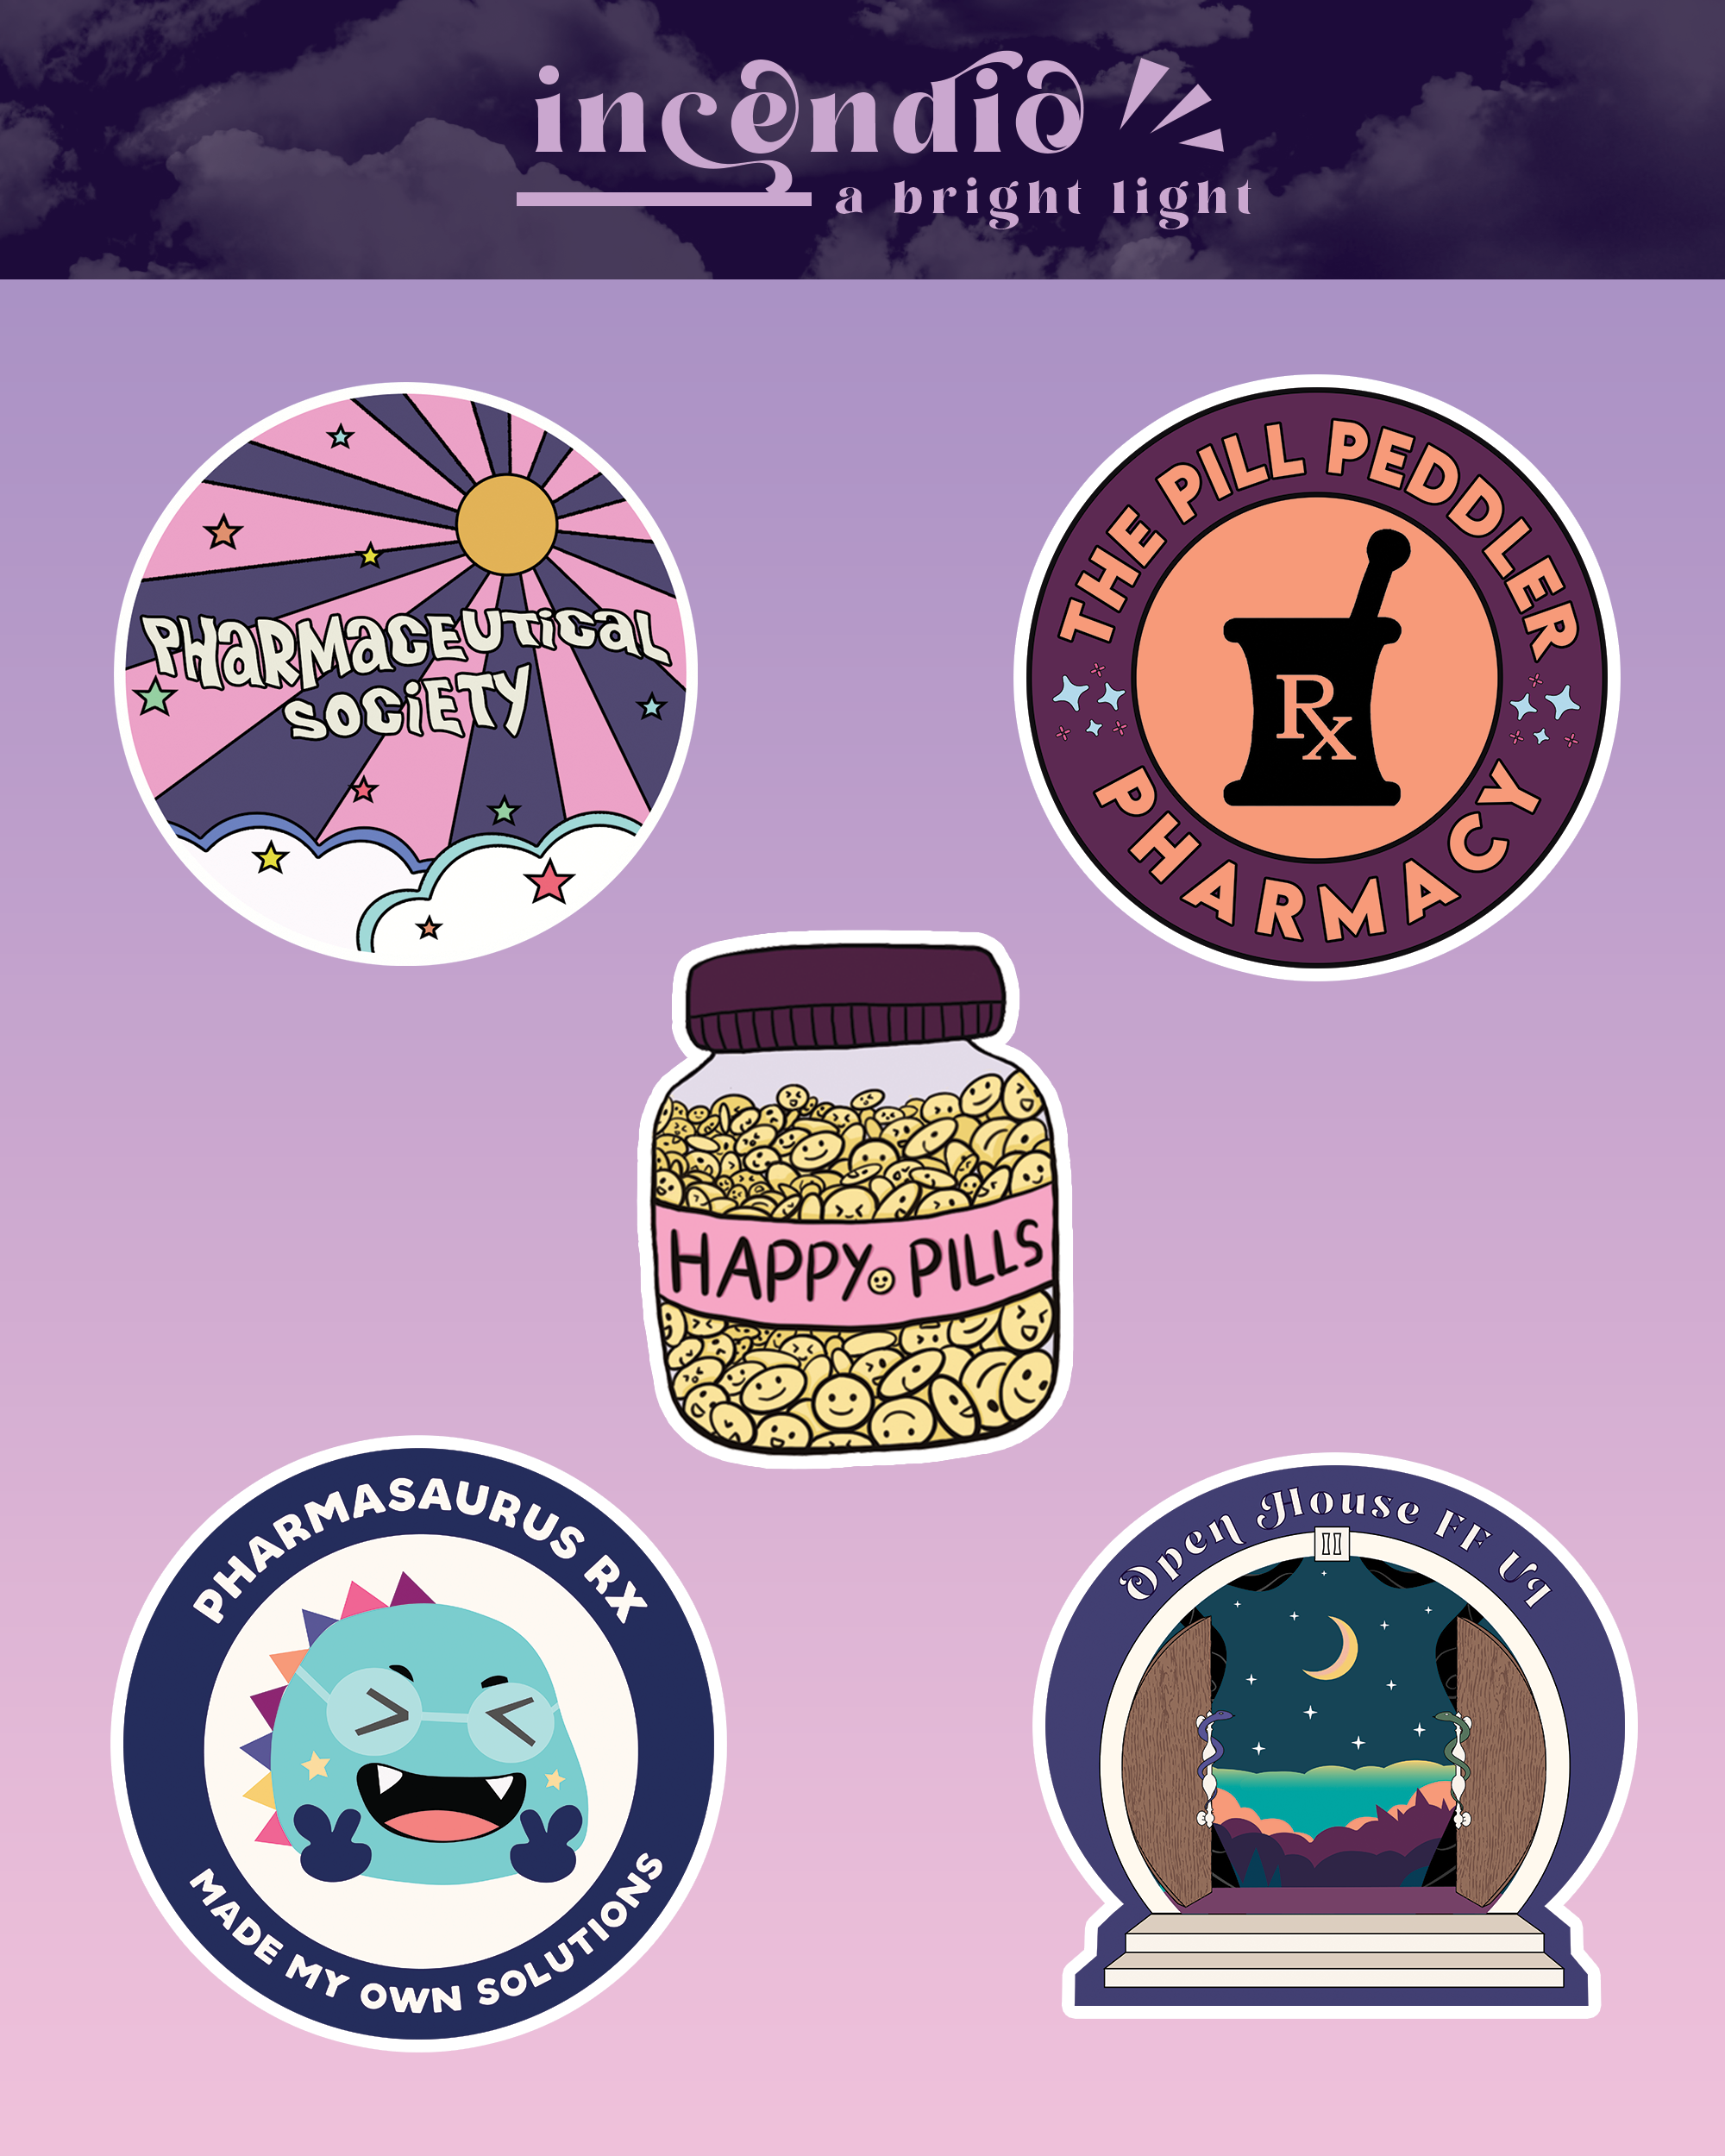 incendio
a bright light
PHaRMaCEUTiCaL
SOCiETY
THE PILL PEDDLER
Rx
PHARMACY
HAPPY PILLS
PHARMASAURUS RX
MADE MY OWN SOLUTIONS
Open House FF UI
II